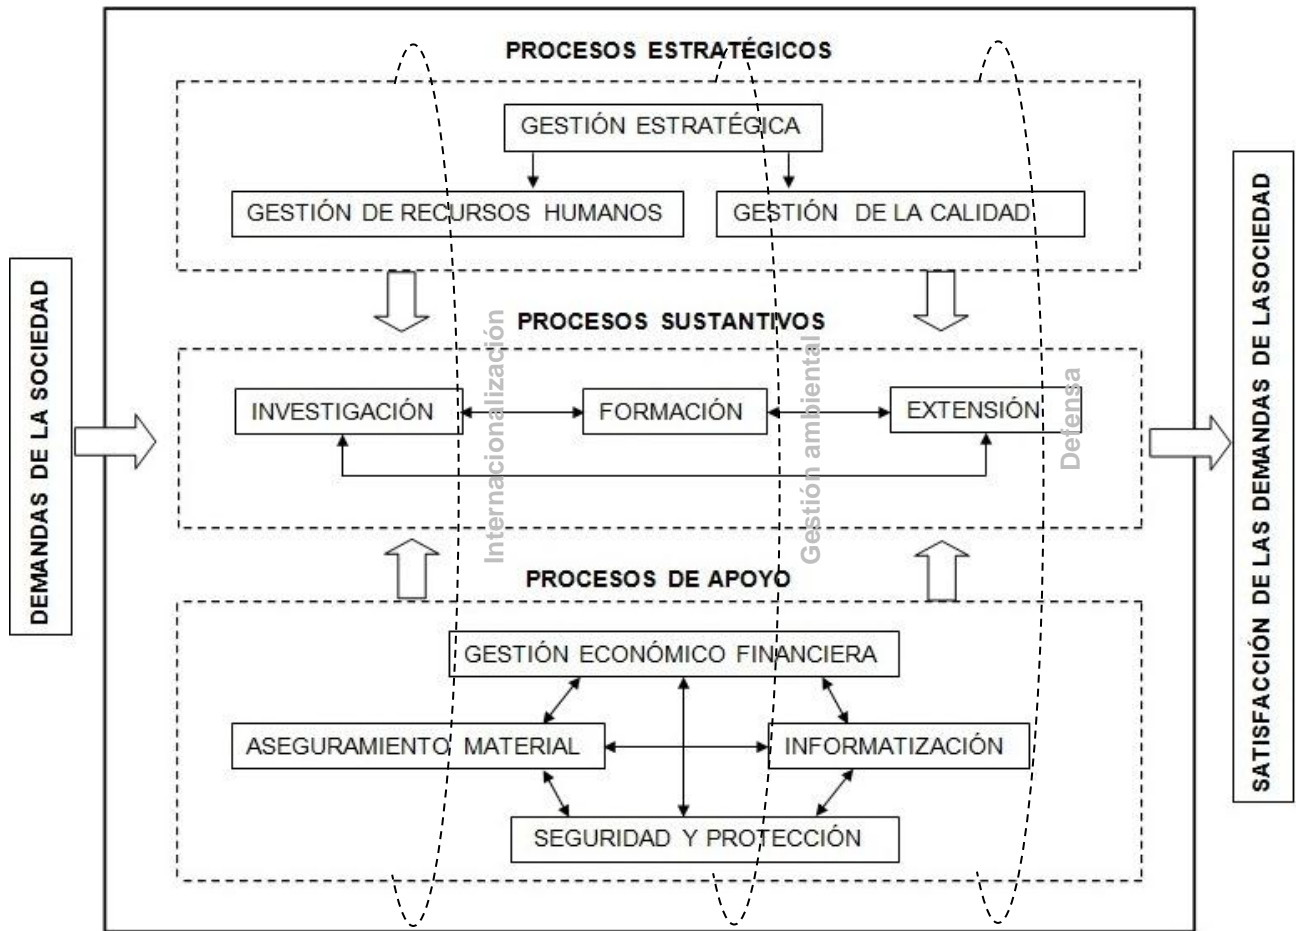 PROCESOS ESTRATÉGICOS
GESTIÓN ESTRATÉGICA
GESTIÓN DE RECURSOS HUMANOS
GESTIÓN DE LA CALIDAD
DEMANDAS DE LA SOCIEDAD
PROCESOS SUSTANTIVOS
INVESTIGACIÓN
FORMACIÓN
EXTENSIÓN
Internacionalización
Gestión ambiental
Defensa
PROCESOS DE APOYO
GESTIÓN ECONÓMICO FINANCIERA
ASEGURAMIENTO MATERIAL
INFORMATIZACIÓN
SEGURIDAD Y PROTECCIÓN
SATISFACCIÓN DE LAS DEMANDAS DE LASOCIEDAD